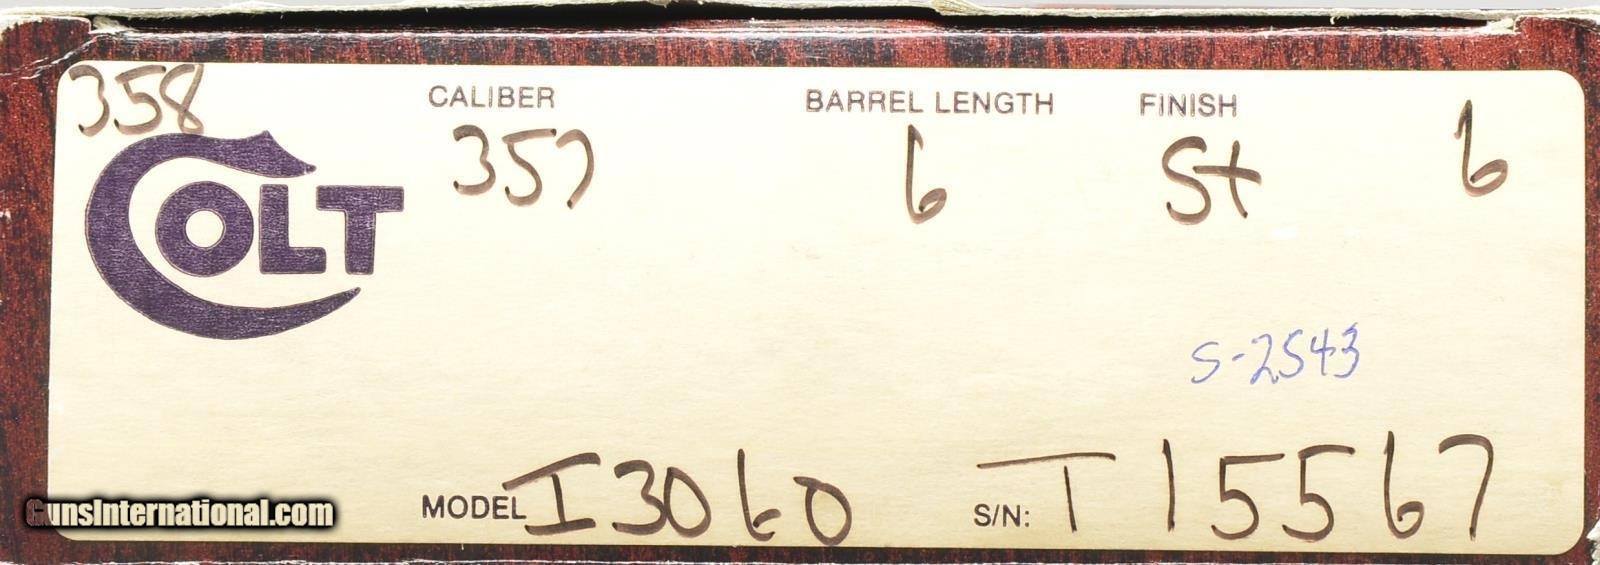 358
CALIBER BARREL LENGTH FINISH
COLT 357 6 St 6
S-2543
MODEL I3060 S/N: T15567
GunsInternational.com